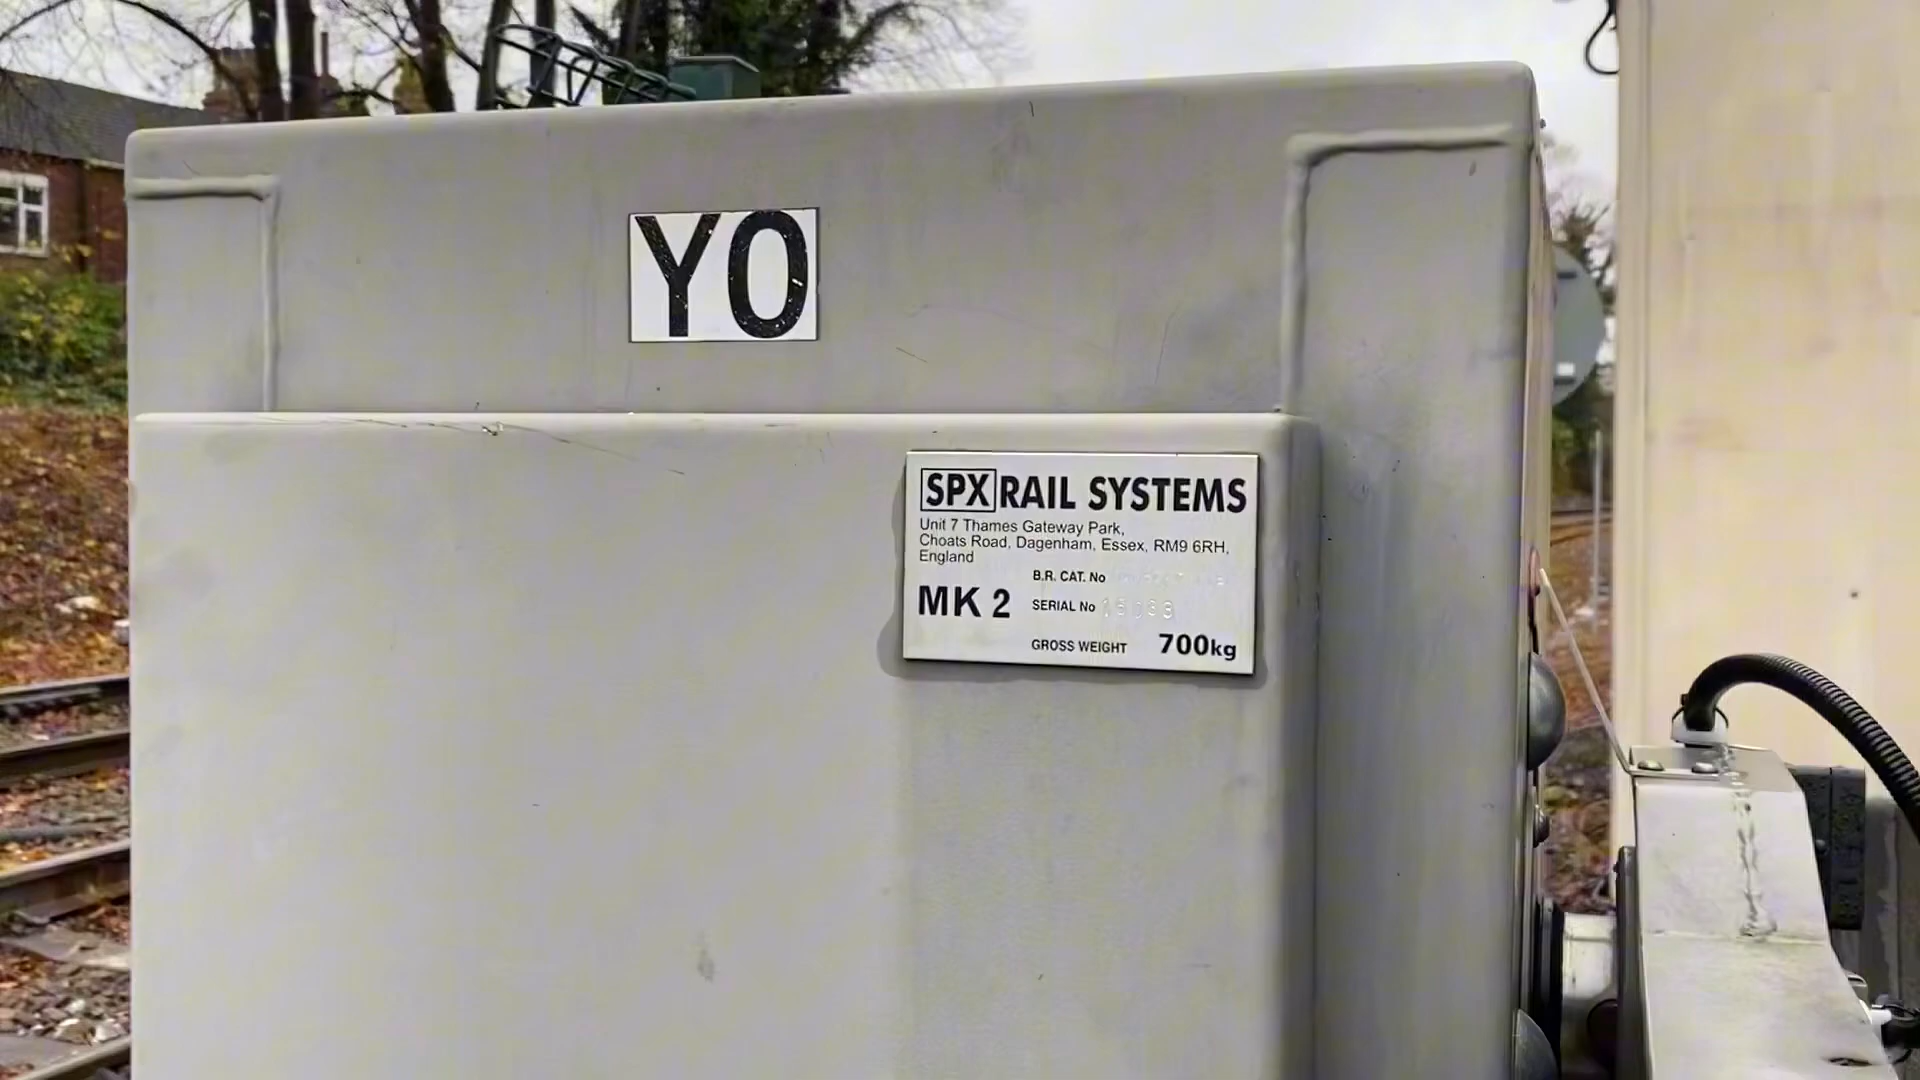 YO
SPX RAIL SYSTEMS
Unit 7 Thames Gateway Park,
Choats Road, Dagenham, Essex, RM9 6RH,
England
B.R. CAT. No
MK 2 SERIAL No
GROSS WEIGHT 700kg